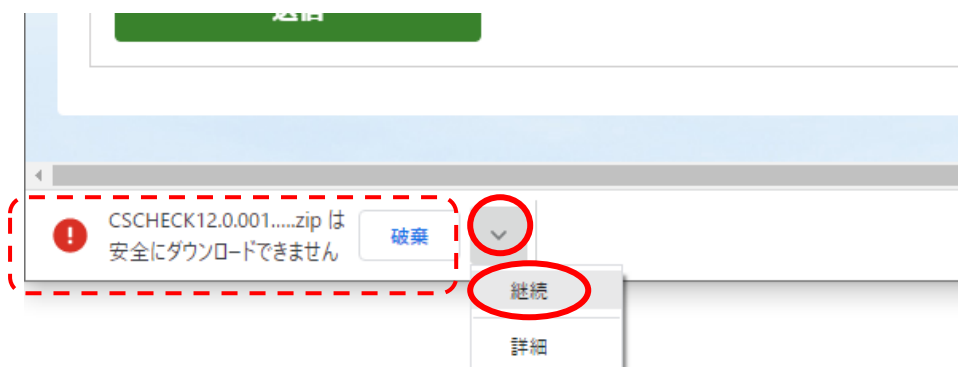 送信
CSCHECK12.0.001.....zip は
安全にダウンロードできません
破棄
継続
詳細